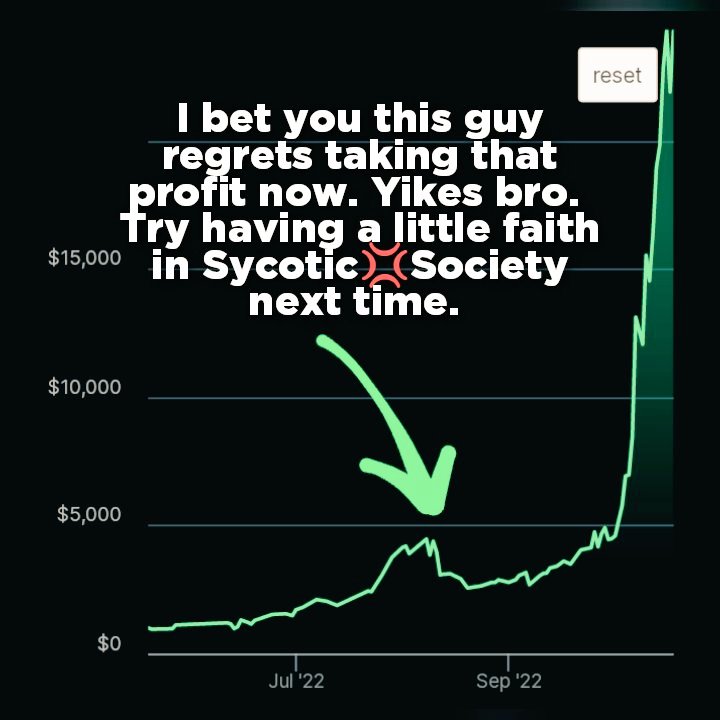 reset
I bet you this guy
regrets taking that
profit now. Yikes bro.
Try having a little faith
in Sycotic💢Society
next time.
$15,000
$10,000
$5,000
$0
Jul '22
Sep '22